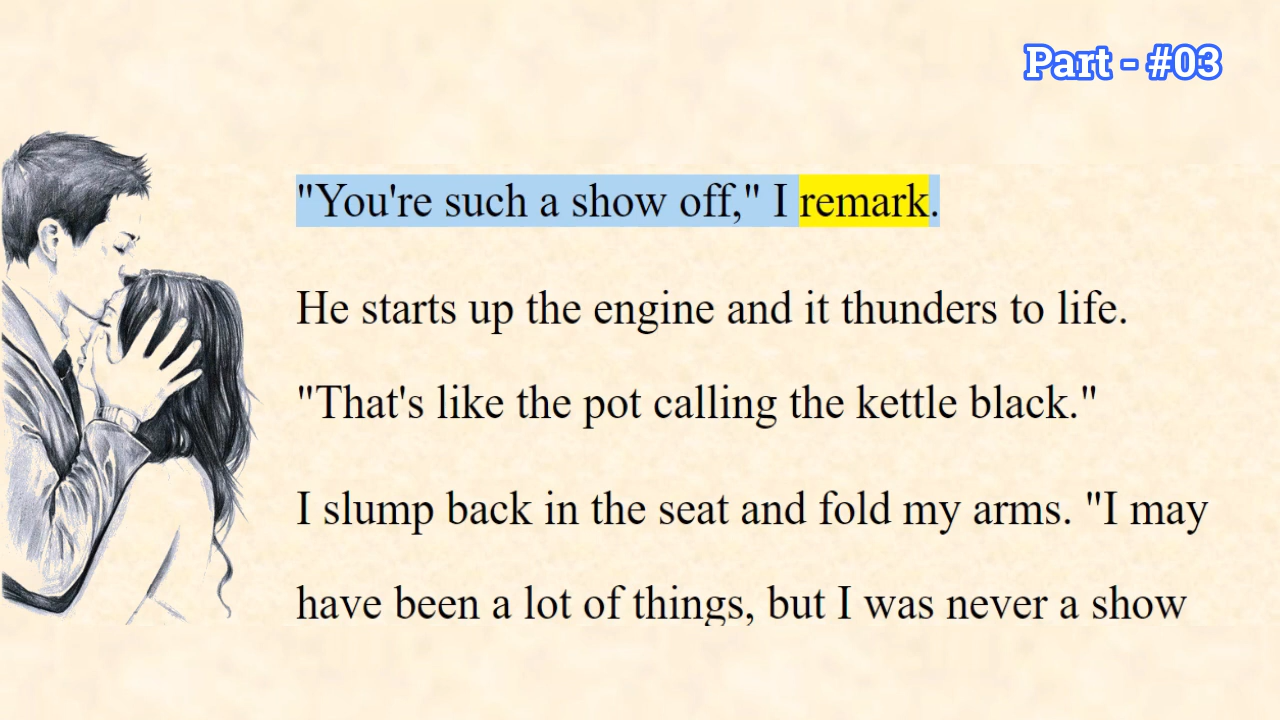 Part - #03
"You're such a show off," I remark.
He starts up the engine and it thunders to life.
"That's like the pot calling the kettle black."
I slump back in the seat and fold my arms. "I may
have been a lot of things, but I was never a show